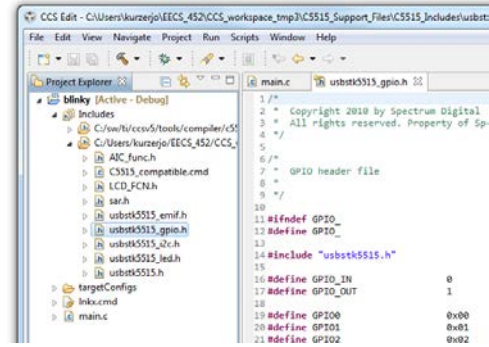 CCS Edit - C:\Users\kurzerjo\EECS_452\CCS_workspace_tmp3\C5515_Support_Files\C5515_Includes\usbst
File Edit View Navigate Project Run Scripts Window Help
Project Explorer
blinky [Active - Debug]
Includes
C:/sw/ti/ccsv5/tools/compiler/c5
C:/Users/kurzerjo/EECS_452/CCS_
AIC_func.h
C5515_compatible.cmd
LCD_FCN.h
sar.h
usbstk5515_emif.h
usbstk5515_gpio.h
usbstk5515_i2c.h
usbstk5515_led.h
usbstk5515.h
targetConfigs
lnkx.cmd
main.c
main.c usbstk5515_gpio.h
1 /*
2 * Copyright 2010 by Spectrum Digital
3 * All rights reserved. Property of Sp
4 */
5
6 /*
7 * GPIO header file
8 *
9 */
10
11 #ifndef GPIO_
12 #define GPIO_
13
14 #include "usbstk5515.h"
15
16 #define GPIO_IN 0
17 #define GPIO_OUT 1
18
19 #define GPIO0 0x00
20 #define GPIO1 0x01
21 #define GPIO2 0x02